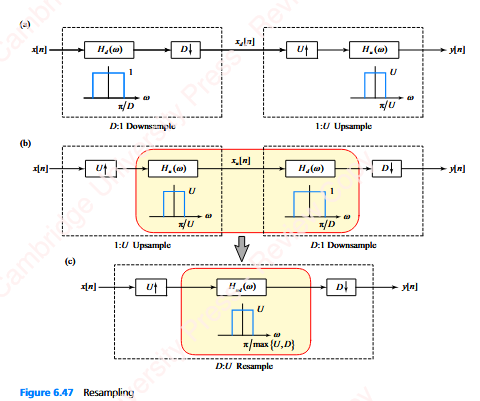 (a)
x[n] H_d(ω) D↓ x_d[n] U↑ H_u(ω) y[n]
1 U
ω ω
π/D π/U
D:1 Downsample 1:U Upsample
(b)
x[n] U↑ H_u(ω) x_u[n] H_d(ω) D↓ y[n]
U 1
ω ω
π/U π/D
1:U Upsample D:1 Downsample
(c)
x[n] U↑ H_ud(ω) D↓ y[n]
U
ω
π/max{U,D}
D:U Resample
Figure 6.47 Resampling